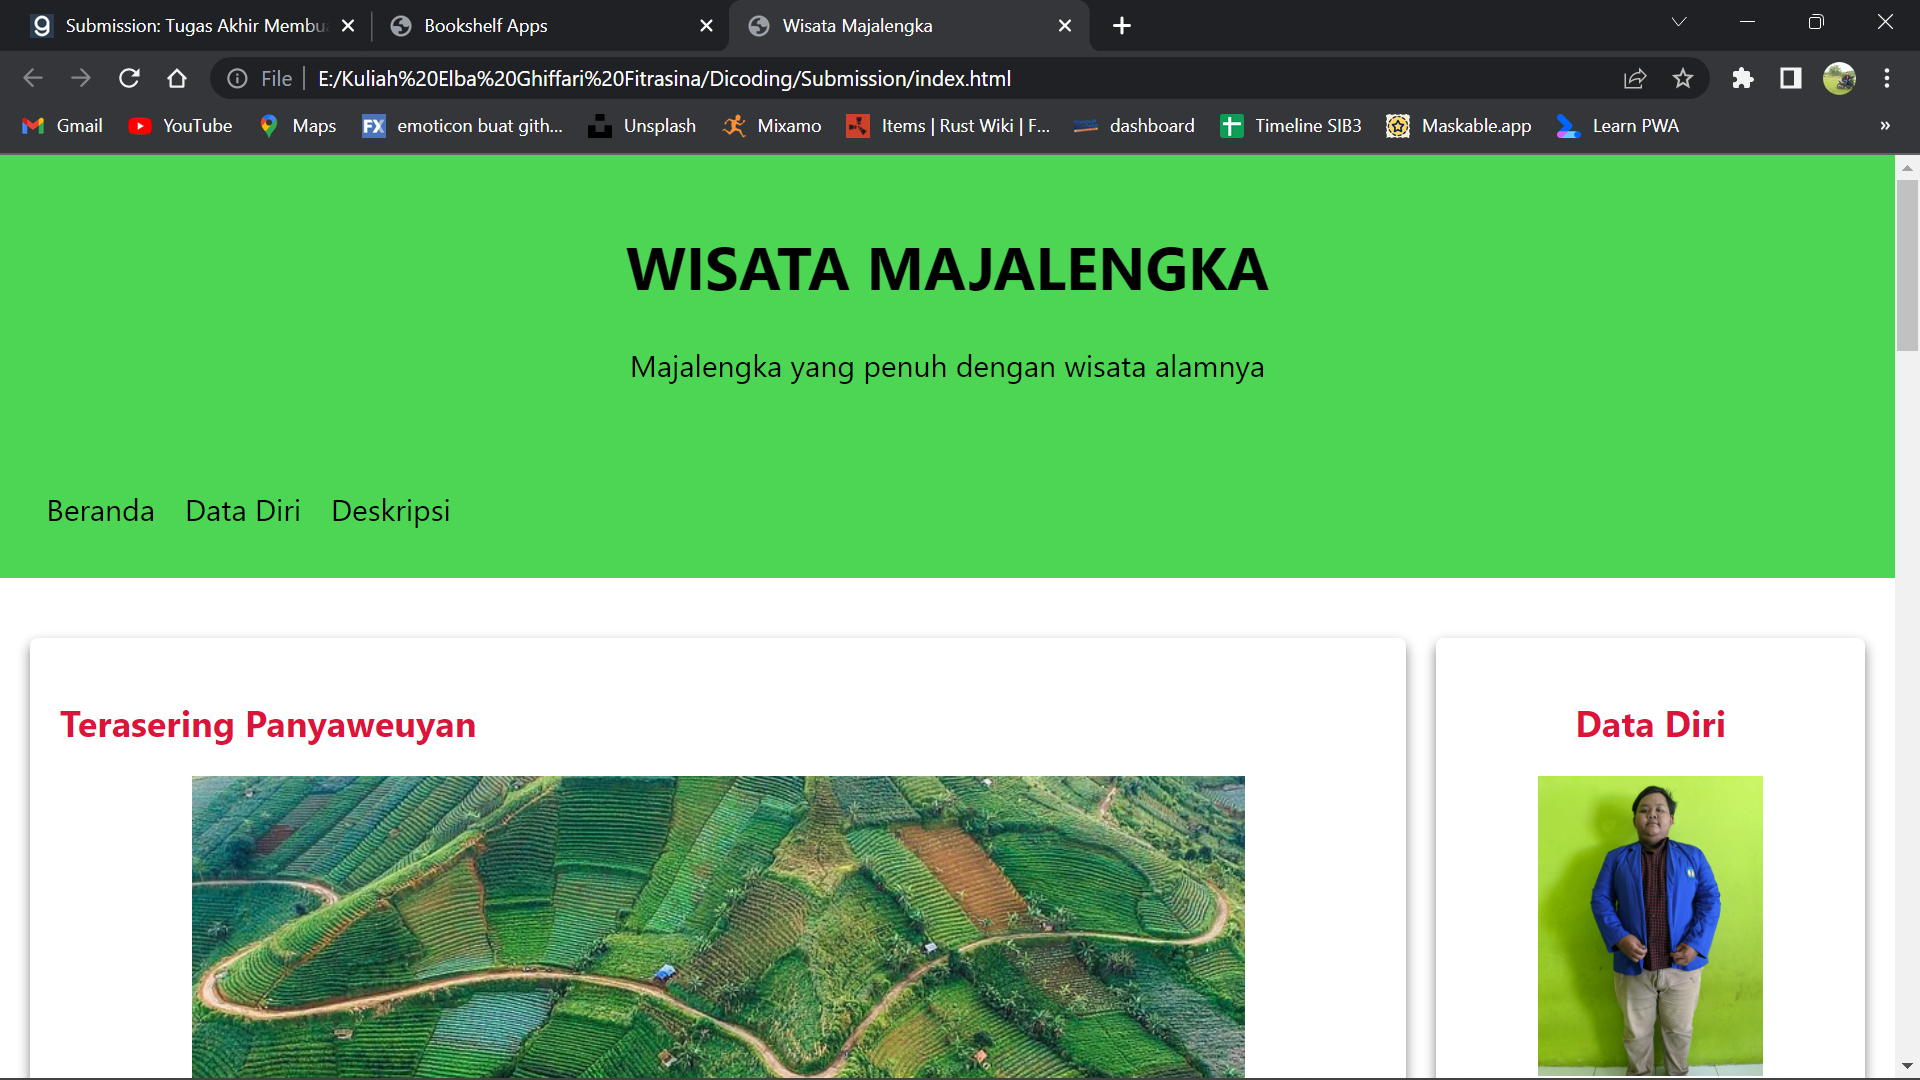 Submission: Tugas Akhir Membu
Bookshelf Apps
Wisata Majalengka
File
E:/Kuliah%20Elba%20Ghiffari%20Fitrasina/Dicoding/Submission/index.html
Gmail
YouTube
Maps
FX
emoticon buat gith...
Unsplash
Mixamo
Items | Rust Wiki | F...
dashboard
Timeline SIB3
Maskable.app
Learn PWA
»
WISATA MAJALENGKA
Majalengka yang penuh dengan wisata alamnya
Beranda
Data Diri
Deskripsi
Terasering Panyaweuyan
Data Diri